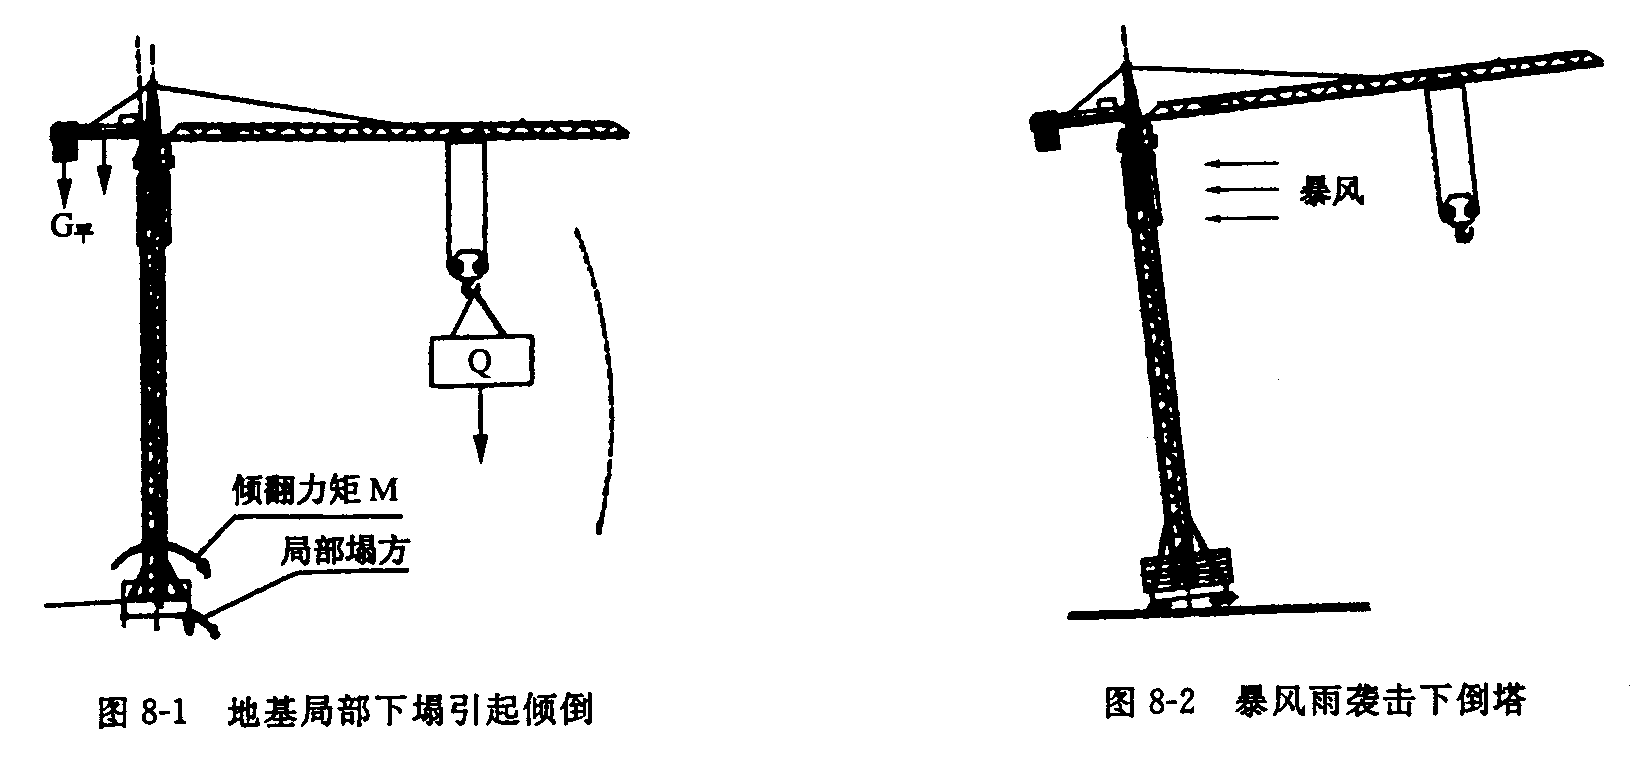 G平
Q
倾翻力矩 M
局部塌方
图 8-1 地基局部下塌引起倾倒
暴风
图 8-2 暴风雨袭击下倒塔